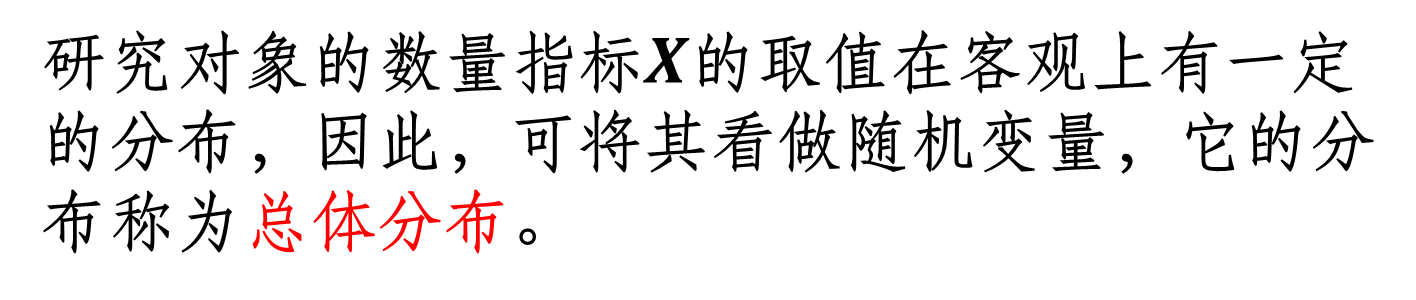 研究对象的数量指标X的取值在客观上有一定
的分布，因此，可将其看做随机变量，它的分
布称为总体分布。